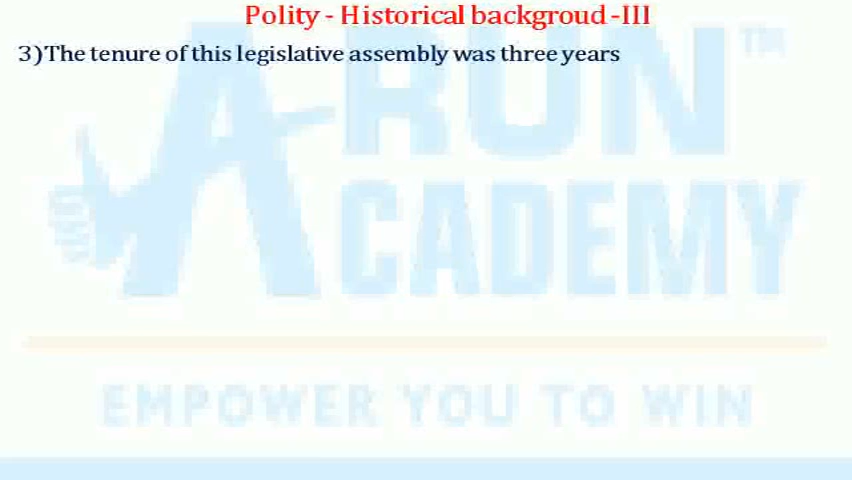 Polity - Historical backgroud -III
3)The tenure of this legislative assembly was three years
ARUN
ACADEMY
TM
EMPOWER YOU TO WIN